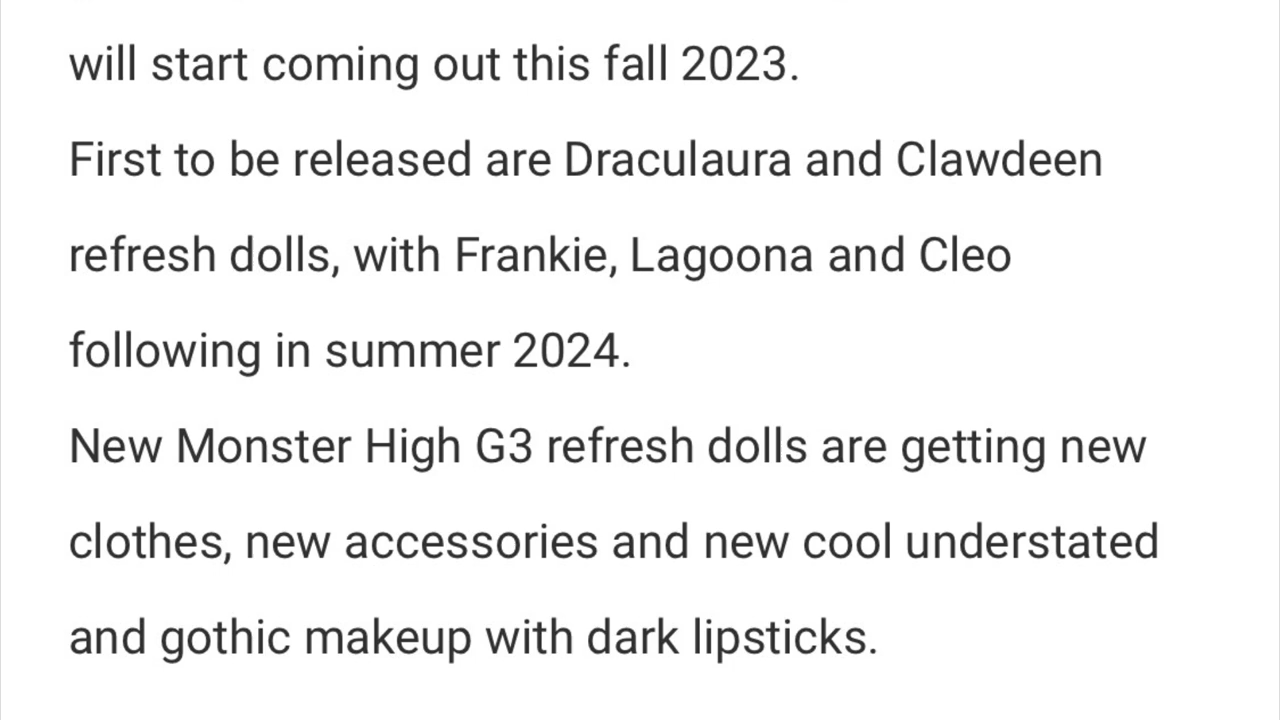 will start coming out this fall 2023.
First to be released are Draculaura and Clawdeen
refresh dolls, with Frankie, Lagoona and Cleo
following in summer 2024.
New Monster High G3 refresh dolls are getting new
clothes, new accessories and new cool understated
and gothic makeup with dark lipsticks.